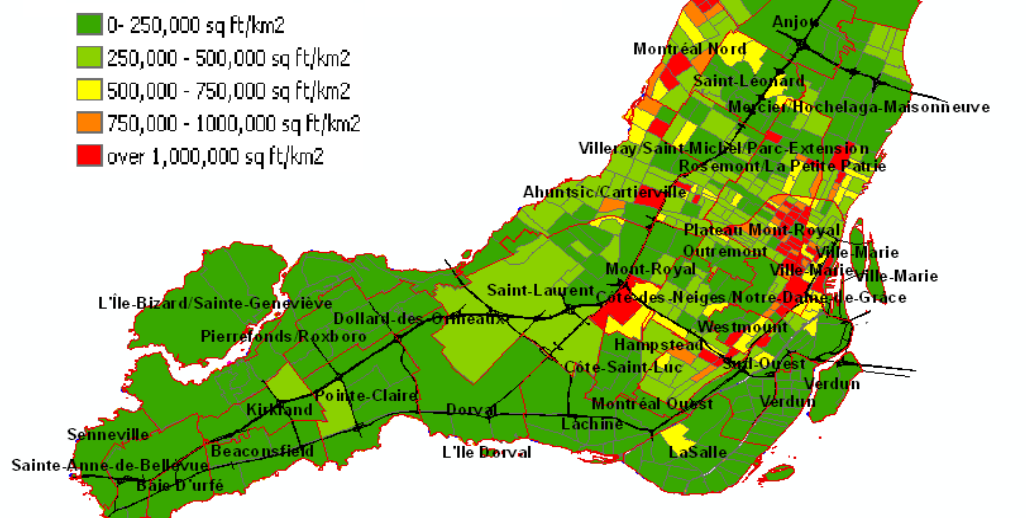 0- 250,000 sq ft/km2
250,000 - 500,000 sq ft/km2
500,000 - 750,000 sq ft/km2
750,000 - 1000,000 sq ft/km2
over 1,000,000 sq ft/km2
Anjou
Montréal Nord
Saint-Léonard
Mercier/Hochelaga-Maisonneuve
Villeray/Saint-Michel/Parc-Extension
Rosemont/La Petite Patrie
Ahuntsic/Cartierville
Plateau Mont-Royal
Outremont
Ville-Marie
Mont-Royal
Ville-Marie
Ville-Marie
Saint-Laurent
Côte-des-Neiges/Notre-Dame-de-Grâce
L'Île-Bizard/Sainte-Geneviève
Dollard-des-Ormeaux
Westmount
Pierrefonds/Roxboro
Hampstead
Côte-Saint-Luc
Sud-Ouest
Verdun
Pointe-Claire
Verdun
Kirkland
Dorval
Montréal Ouest
Lachine
Senneville
Beaconsfield
L'Île Dorval
LaSalle
Sainte-Anne-de-Bellevue
Baie D'urfé